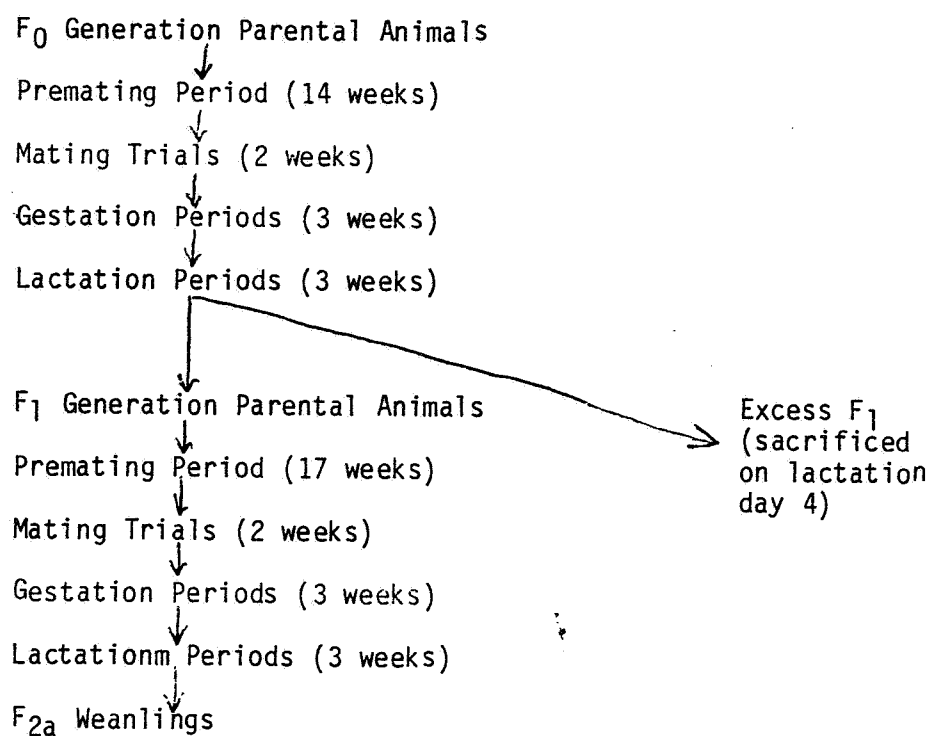 F0 Generation Parental Animals
Premating Period (14 weeks)
Mating Trials (2 weeks)
Gestation Periods (3 weeks)
Lactation Periods (3 weeks)
F1 Generation Parental Animals
Premating Period (17 weeks)
Mating Trials (2 weeks)
Gestation Periods (3 weeks)
Lactationm Periods (3 weeks)
F2a Weanlings
Excess F1
(sacrificed
on lactation
day 4)